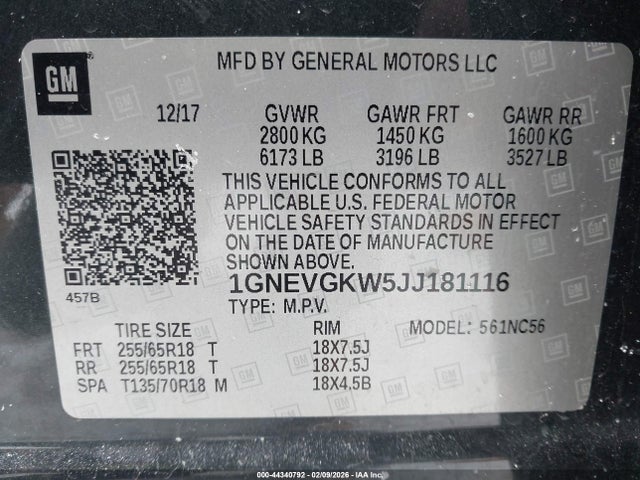 GM
MFD BY GENERAL MOTORS LLC
12/17 GVWR GAWR FRT GAWR RR
2800 KG 1450 KG 1600 KG
6173 LB 3196 LB 3527 LB
THIS VEHICLE CONFORMS TO ALL
APPLICABLE U.S. FEDERAL MOTOR
VEHICLE SAFETY STANDARDS IN EFFECT
ON THE DATE OF MANUFACTURE
SHOWN ABOVE.
457B
1GNEVGKW5JJ181116
TYPE: M.P.V.
TIRE SIZE RIM MODEL: 561NC56
FRT 255/65R18 T 18X7.5J
RR 255/65R18 T 18X7.5J
SPA T135/70R18 M 18X4.5B
000-44340792 - 02/09/2026 - IAA Inc.